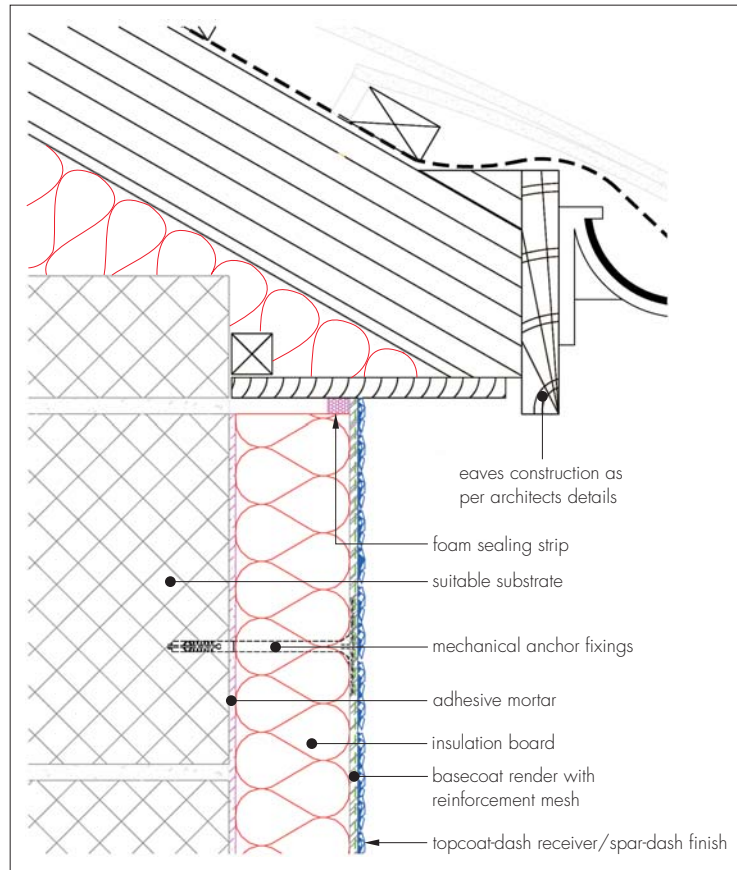 eaves construction as
per architects details
foam sealing strip
suitable substrate
mechanical anchor fixings
adhesive mortar
insulation board
basecoat render with
reinforcement mesh
topcoat-dash receiver/spar-dash finish